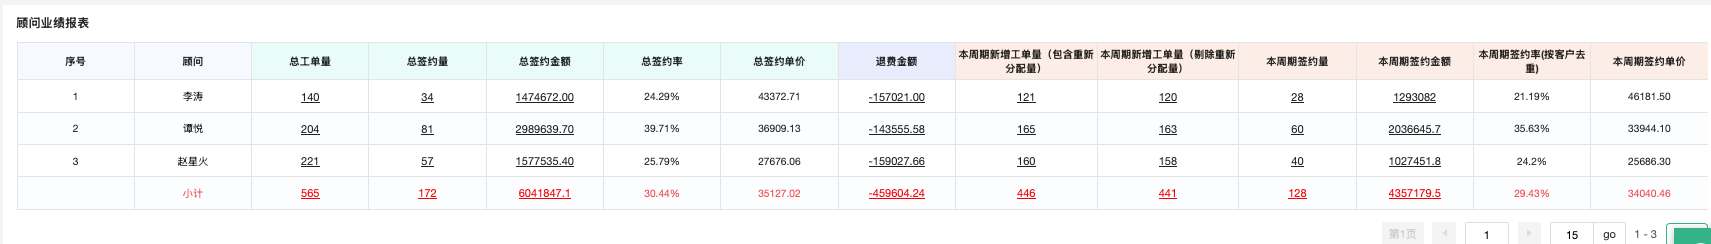 顾问业绩报表
序号 顾问 总工单量 总签约量 总签约金额 总签约率 总签约单价 退费金额 本周期新增工单量（包含重新分配量） 本周期新增工单量（剔除重新分配量） 本周期签约量 本周期签约金额 本周期签约率(按客户去重) 本周期签约单价
1 李涛 140 34 1474672.00 24.29% 43372.71 -157021.00 121 120 28 1293082 21.19% 46181.50
2 谭悦 204 81 2989639.70 39.71% 36909.13 -143555.58 165 163 60 2036645.7 35.63% 33944.10
3 赵星火 221 57 1577535.40 25.79% 27676.06 -159027.66 160 158 40 1027451.8 24.2% 25686.30
小计 565 172 6041847.1 30.44% 35127.02 -459604.24 446 441 128 4357179.5 29.43% 34040.46
第1页 1 15 go 1 - 3